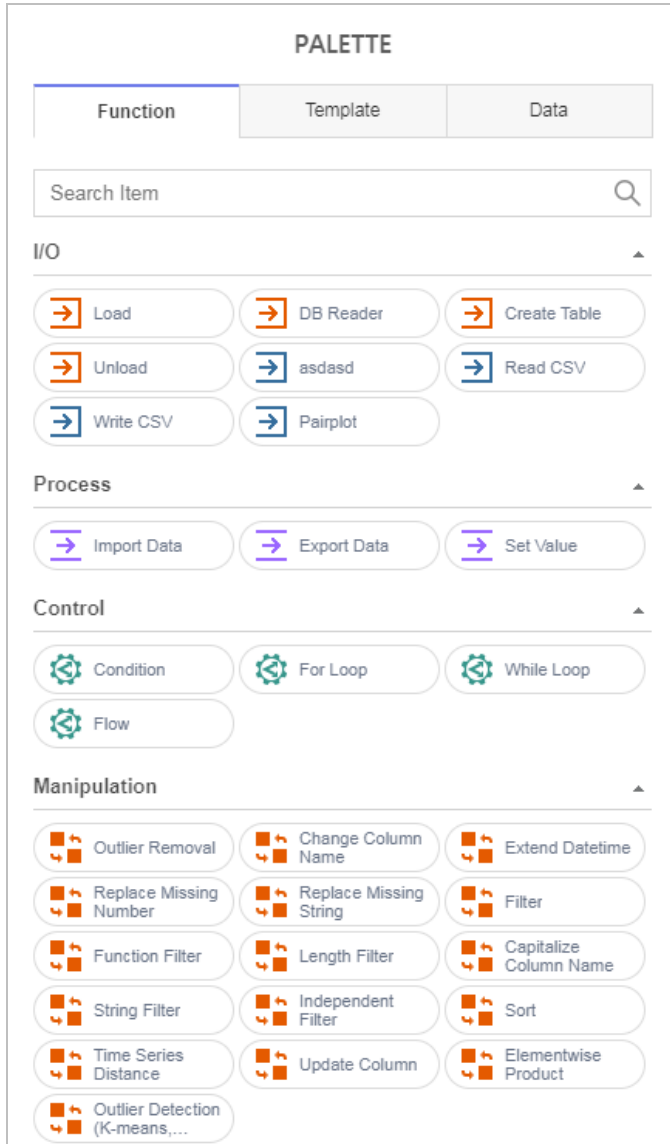 PALETTE
Function
Template
Data
Search Item
I/O
Load
DB Reader
Create Table
Unload
asdasd
Read CSV
Write CSV
Pairplot
Process
Import Data
Export Data
Set Value
Control
Condition
For Loop
While Loop
Flow
Manipulation
Outlier Removal
Change Column
Name
Extend Datetime
Replace Missing
Number
Replace Missing
String
Filter
Function Filter
Length Filter
Capitalize
Column Name
String Filter
Independent
Filter
Sort
Time Series
Distance
Update Column
Elementwise
Product
Outlier Detection
(K-means,...